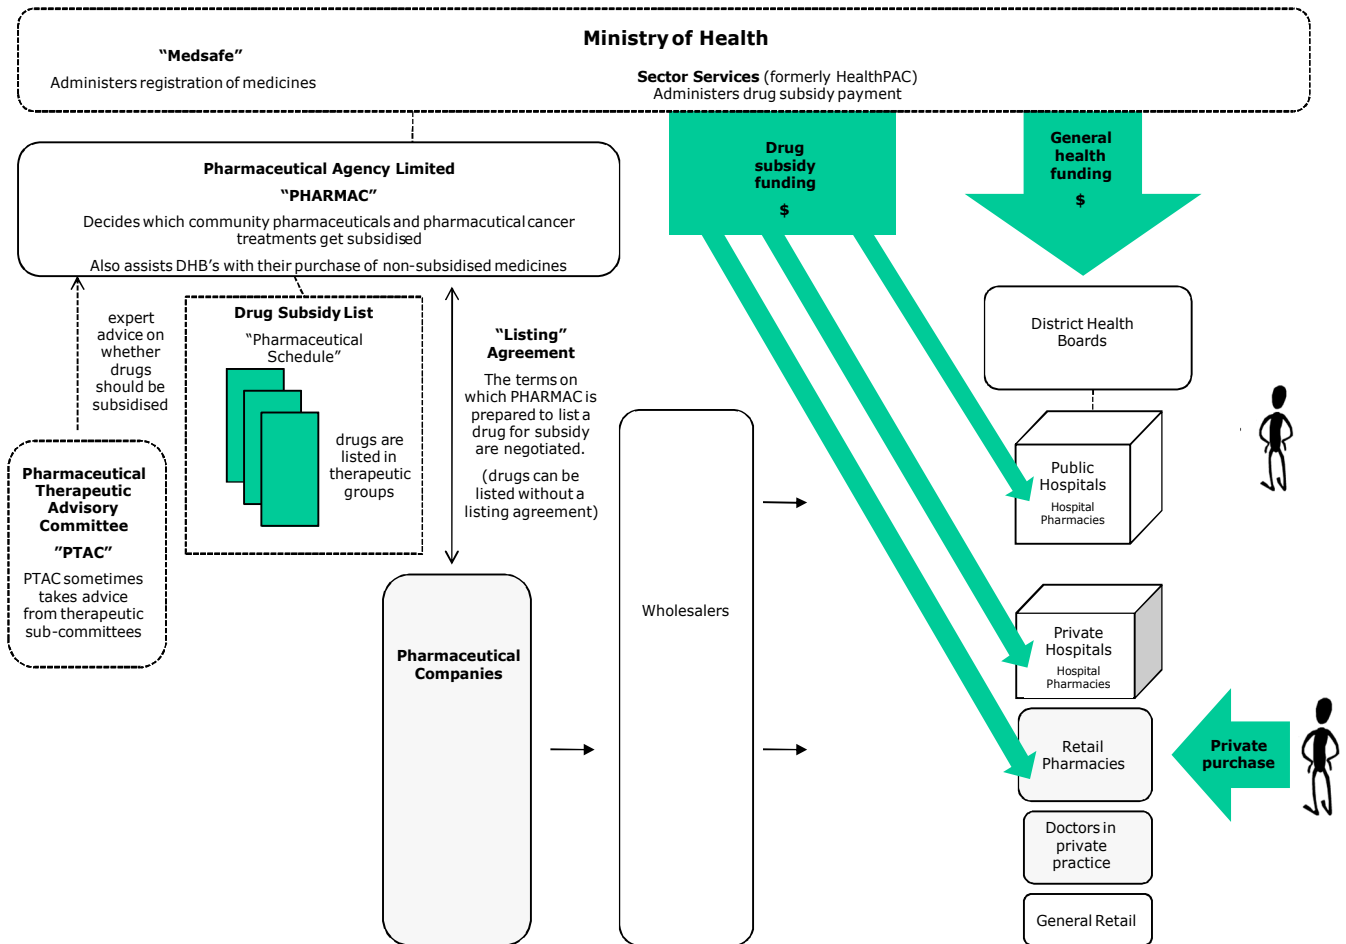 Ministry of Health
“Medsafe”
Administers registration of medicines
Sector Services (formerly HealthPAC)
Administers drug subsidy payment
Drug
subsidy
funding
$
General
health
funding
$
Pharmaceutical Agency Limited
“PHARMAC”
Decides which community pharmaceuticals and pharmacutical cancer
treatments get subsidised
Also assists DHB’s with their purchase of non-subsidised medicines
expert
advice on
whether
drugs
should be
subsidised
Drug Subsidy List
“Pharmaceutical
Schedule”
drugs are
listed in
therapeutic
groups
“Listing”
Agreement
The terms on
which PHARMAC is
prepared to list a
drug for subsidy
are negotiated.
(drugs can be
listed without a
listing agreement)
Pharmaceutical
Therapeutic
Advisory
Committee
”PTAC”
PTAC sometimes
takes advice
from therapeutic
sub-committees
Pharmaceutical
Companies
Wholesalers
District Health
Boards
Public
Hospitals
Hospital
Pharmacies
Private
Hospitals
Hospital
Pharmacies
Retail
Pharmacies
Private
purchase
Doctors in
private
practice
General Retail